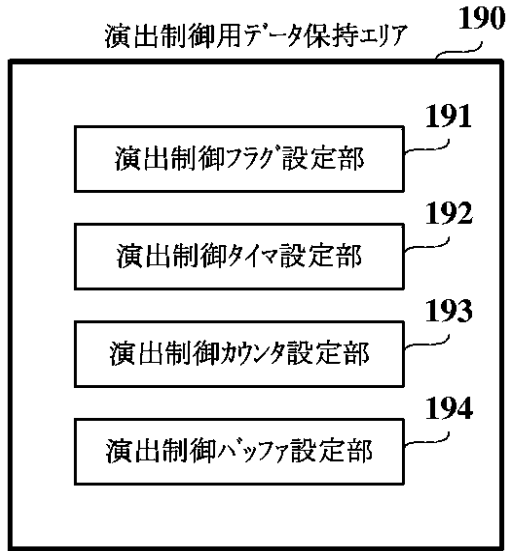 演出制御用データ保持エリア
190
191
演出制御フラグ設定部
192
演出制御タイマ設定部
193
演出制御カウンタ設定部
194
演出制御バッファ設定部